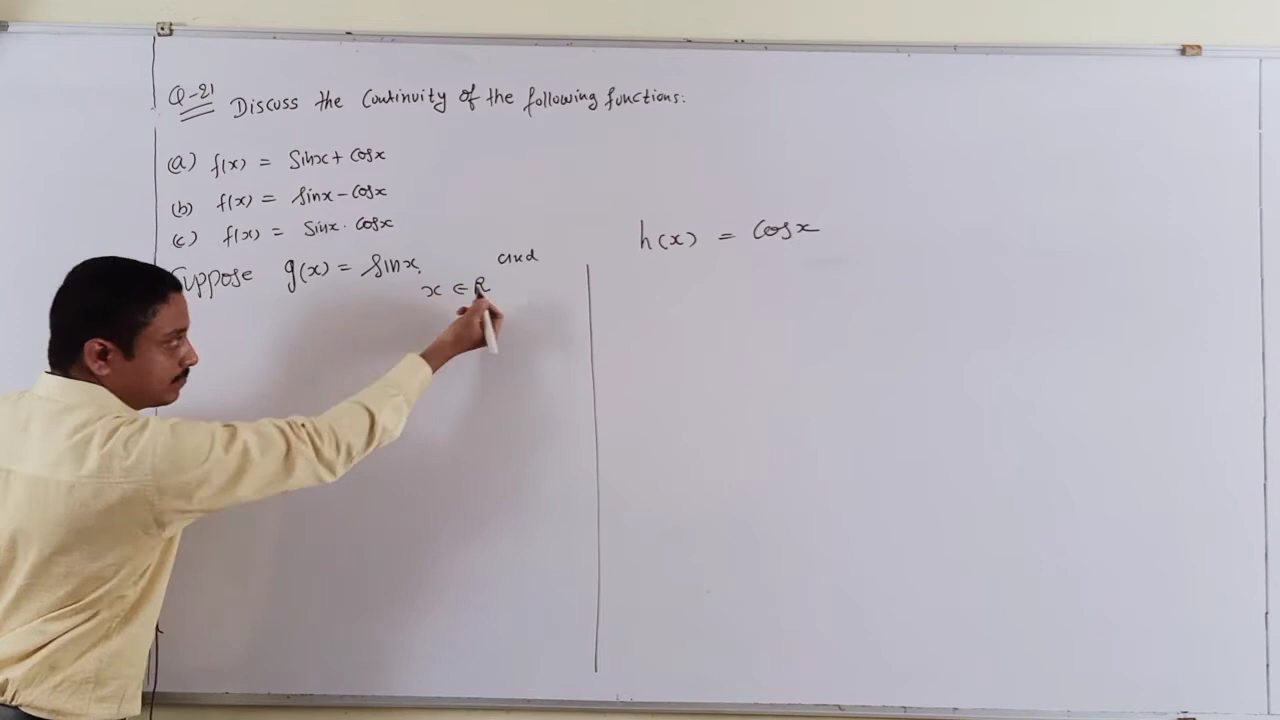 Q-21 Discuss the Continuity of the following functions:
(a) f(x) = Sinx + Cosx
(b) f(x) = Sinx - Cosx
(c) f(x) = Sinx . Cosx
Suppose g(x) = Sinx, x ∈ R and
h(x) = Cosx